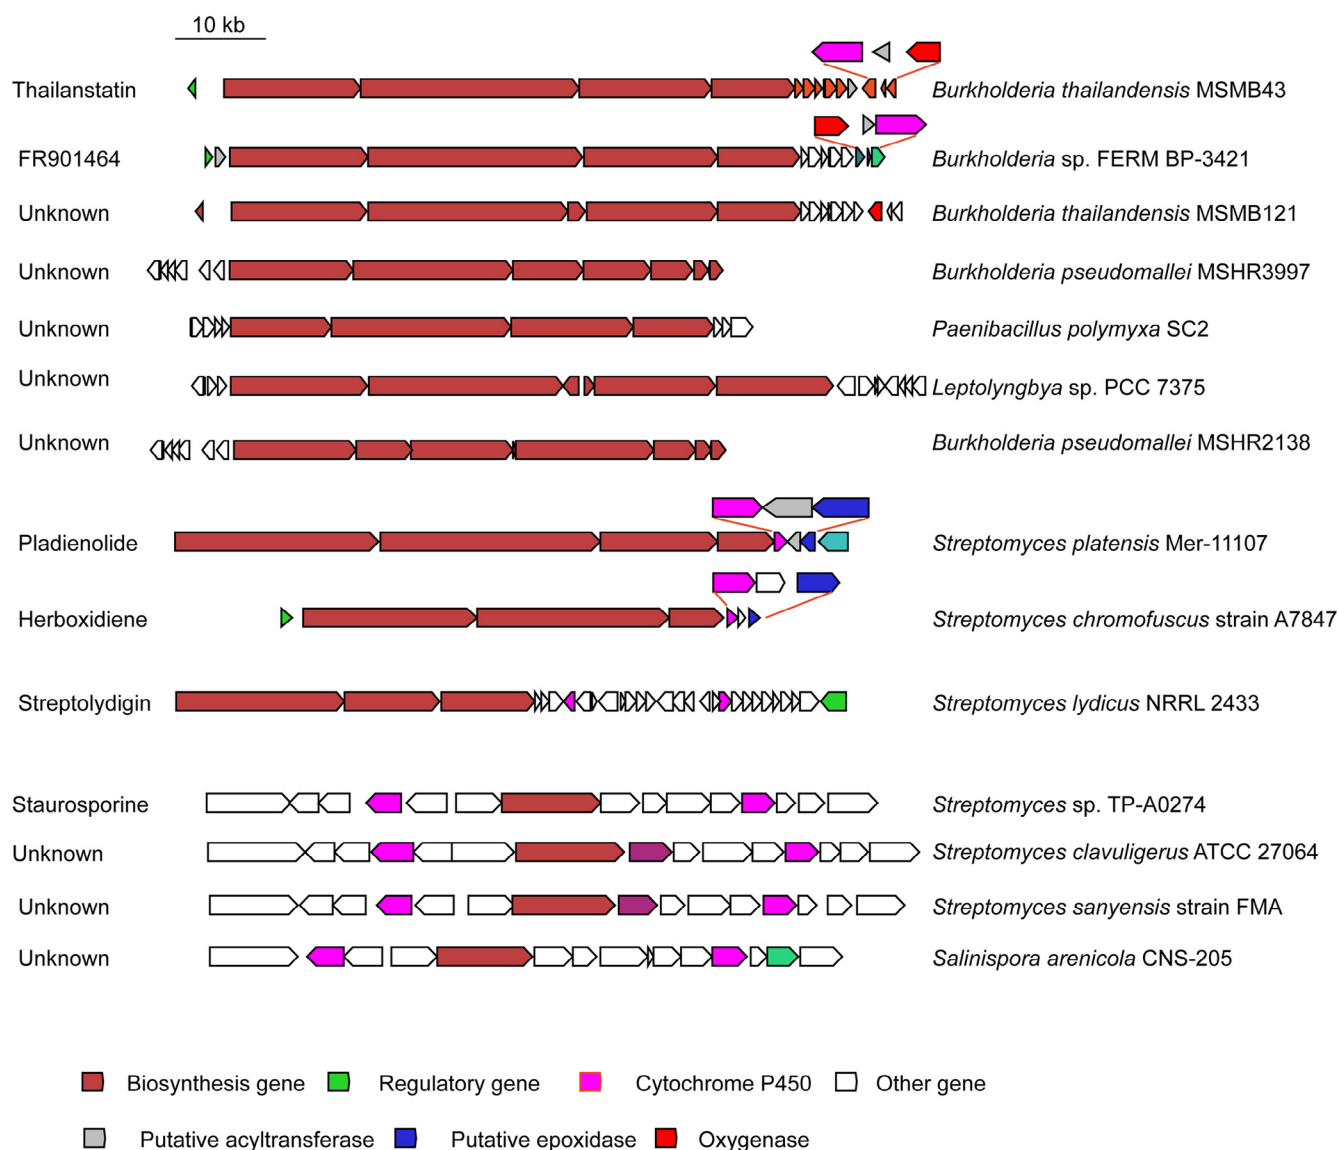 10 kb
Thailanstatin Burkholderia thailandensis MSMB43
FR901464 Burkholderia sp. FERM BP-3421
Unknown Burkholderia thailandensis MSMB121
Unknown Burkholderia pseudomallei MSHR3997
Unknown Paenibacillus polymyxa SC2
Unknown Leptolyngbya sp. PCC 7375
Unknown Burkholderia pseudomallei MSHR2138
Pladienolide Streptomyces platensis Mer-11107
Herboxidiene Streptomyces chromofuscus strain A7847
Streptolydigin Streptomyces lydicus NRRL 2433
Staurosporine Streptomyces sp. TP-A0274
Unknown Streptomyces clavuligerus ATCC 27064
Unknown Streptomyces sanyensis strain FMA
Unknown Salinispora arenicola CNS-205
Biosynthesis gene Regulatory gene Cytochrome P450 Other gene
Putative acyltransferase Putative epoxidase Oxygenase